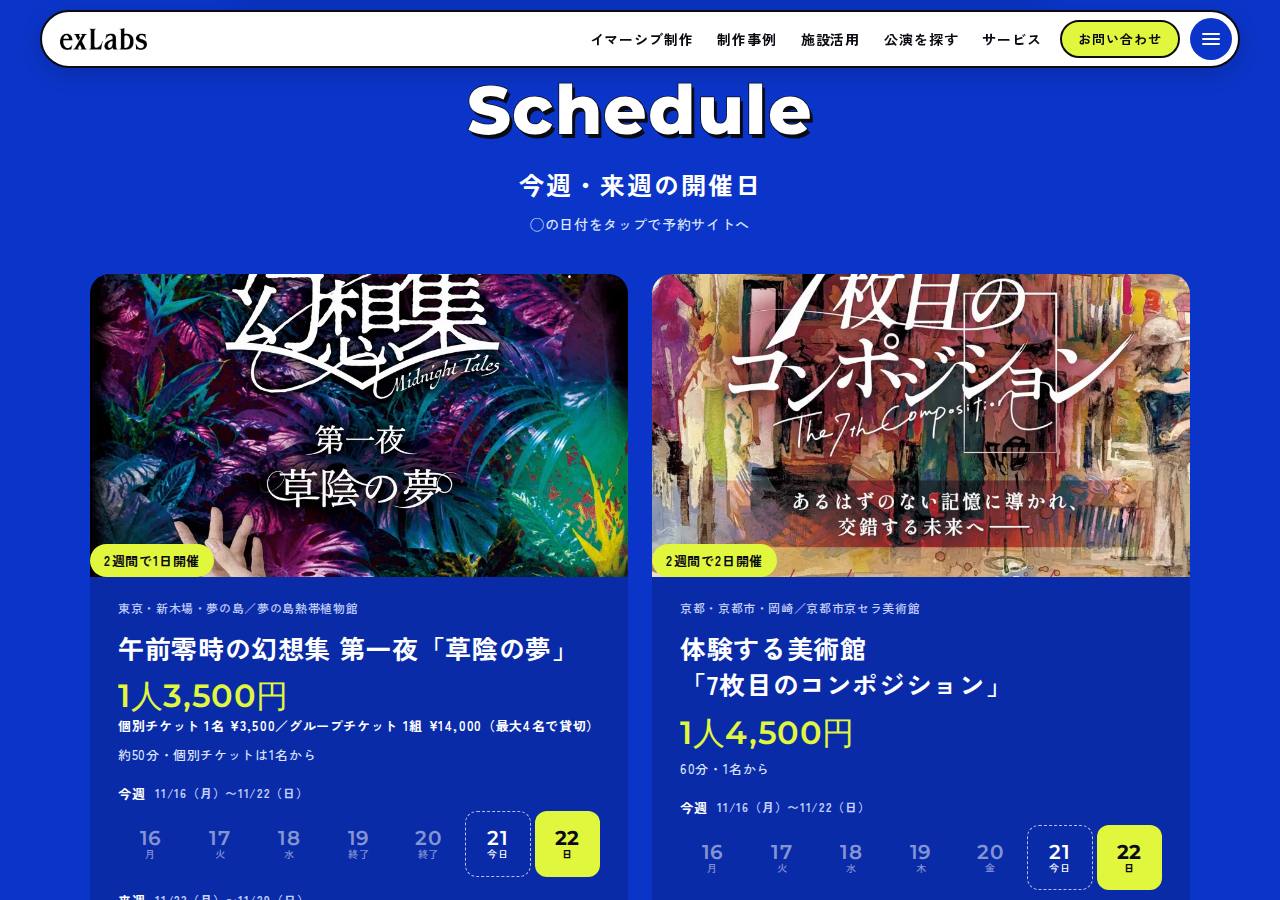 exLabs
イマーシブ制作 制作事例 施設活用 公演を探す サービス お問い合わせ
Schedule
今週・来週の開催日
◯の日付をタップで予約サイトへ
幻想集
Midnight Tales
第一夜
草陰の夢
2週間で1日開催
東京・新木場・夢の島／夢の島熱帯植物館
午前零時の幻想集 第一夜「草陰の夢」
1人3,500円
個別チケット 1名 ¥3,500／グループチケット 1組 ¥14,000（最大4名で貸切）
約50分・個別チケットは1名から
今週 11/16（月）〜11/22（日）
16 17 18 19 20 21 22
月 火 水 終了 終了 今日 日
来週 11/23（月）〜11/29（日）
7枚目の
コンポジション
The 7th Composition
あるはずのない記憶に導かれ、
交錯する未来へ――
2週間で2日開催
京都・京都市・岡崎／京都市京セラ美術館
体験する美術館
「7枚目のコンポジション」
1人4,500円
60分・1名から
今週 11/16（月）〜11/22（日）
16 17 18 19 20 21 22
月 火 水 木 金 今日 日